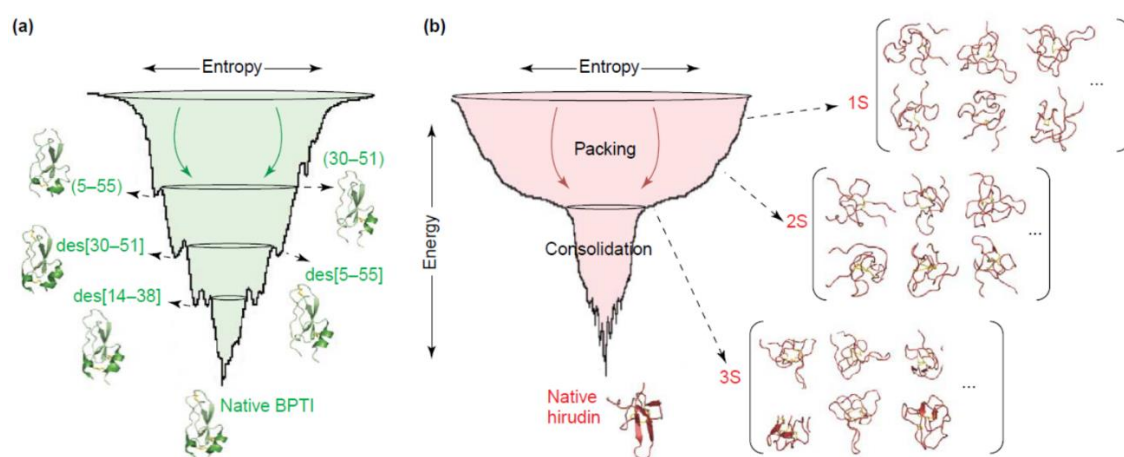 (a)
Entropy
(30–51)
(5–55)
des[30–51]
des[5–55]
des[14–38]
Native BPTI
(b)
Entropy
Energy
Packing
Consolidation
1S
...
2S
...
3S
...
Native
hirudin